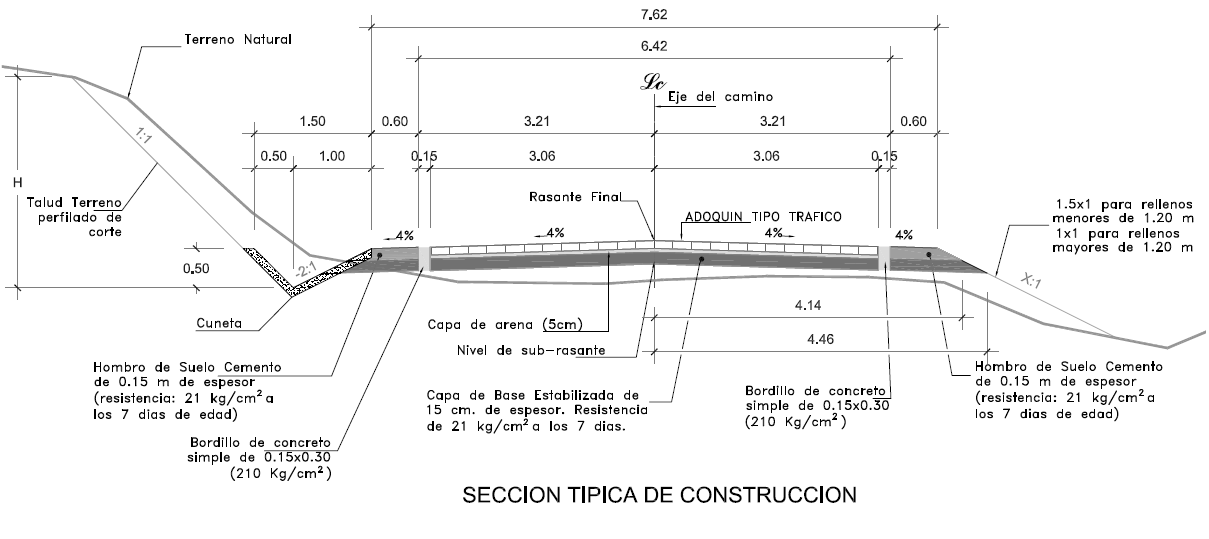 7.62
Terreno Natural
6.42
Lc
Eje del camino
1.50
0.60
3.21
3.21
0.60
1:1
0.50
1.00
0.15
3.06
3.06
0.15
H
Talud Terreno
perfilado de
corte
Rasante Final
ADOQUIN TIPO TRAFICO
1.5x1 para rellenos
menores de 1.20 m
1x1 para rellenos
mayores de 1.20 m
4%
4%
4%
4%
0.50
-2:1
X:1
4.14
Cuneta
Capa de arena (5cm)
4.46
Nivel de sub-rasante
Hombro de Suelo Cemento
de 0.15 m de espesor
(resistencia: 21 kg/cm² a
los 7 dias de edad)
Capa de Base Estabilizada de
15 cm. de espesor. Resistencia
de 21 kg/cm² a los 7 dias.
Bordillo de concreto
simple de 0.15x0.30
(210 Kg/cm²)
Hombro de Suelo Cemento
de 0.15 m de espesor
(resistencia: 21 kg/cm² a
los 7 dias de edad)
Bordillo de concreto
simple de 0.15x0.30
(210 Kg/cm²)
SECCION TIPICA DE CONSTRUCCION